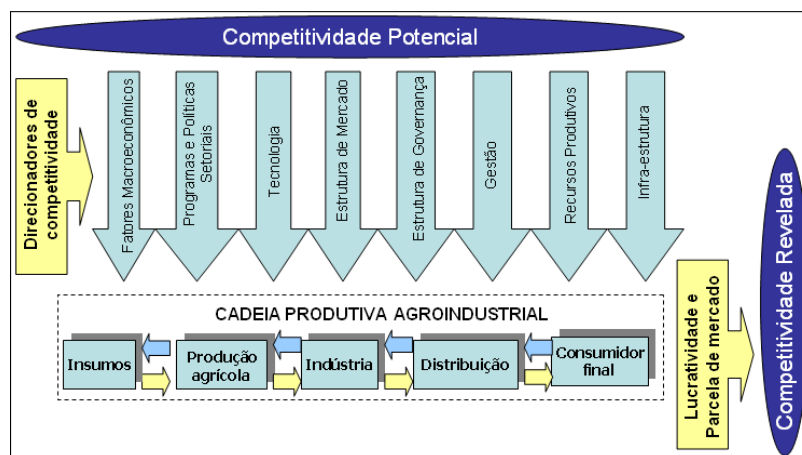 Competitividade Potencial
Direcionadores de
competitividade
Fatores Macroeconômicos
Programas e Políticas
Setoriais
Tecnologia
Estrutura de Mercado
Estrutura de Governança
Gestão
Recursos Produtivos
Infra-estrutura
CADEIA PRODUTIVA AGROINDUSTRIAL
Insumos
Produção
agrícola
Indústria
Distribuição
Consumidor
final
Lucratividade e
Parcela de mercado
Competitividade Revelada